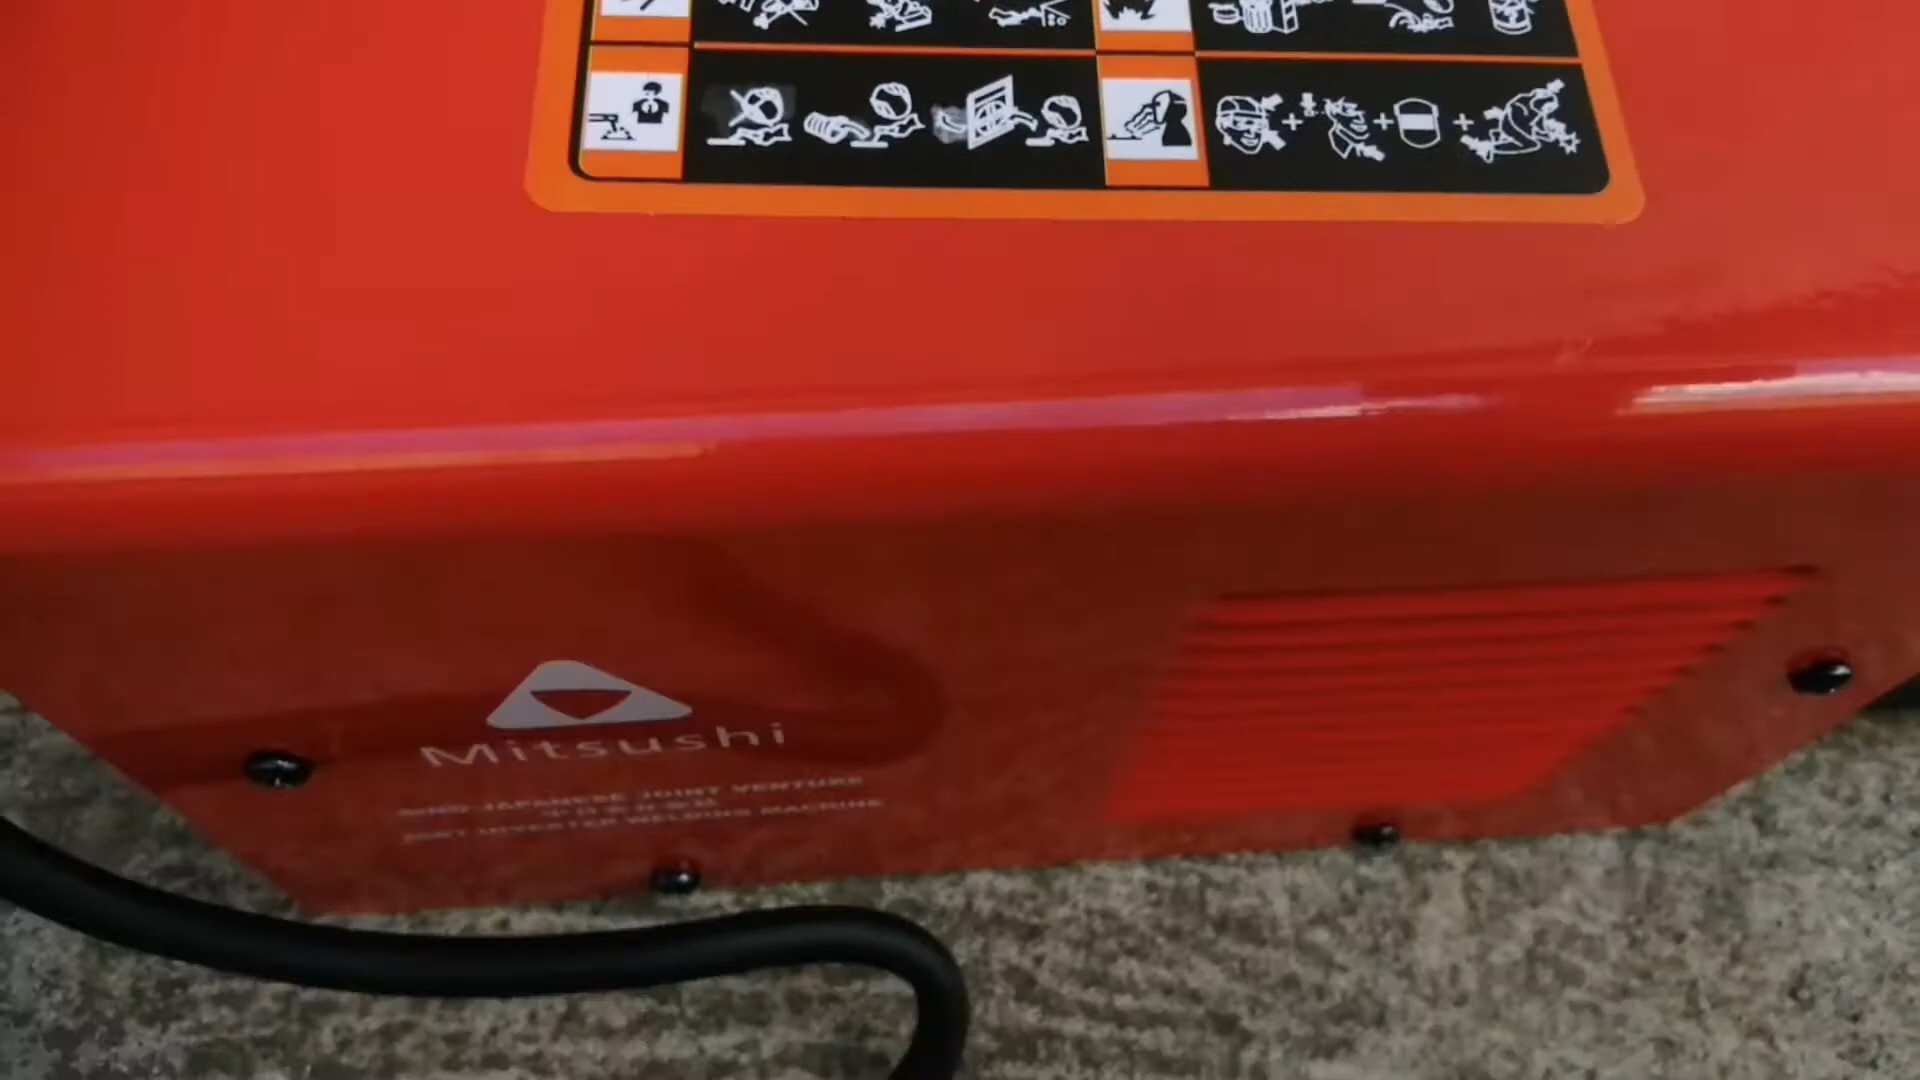 Mitsushi
SINO-JAPANESE JOINT VENTURE
IGBT INVERTER WELDING MACHINE